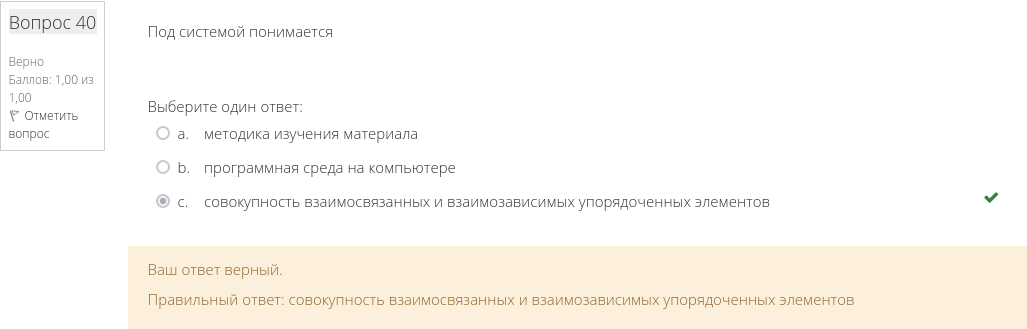 Вопрос 40
Верно
Баллов: 1,00 из
1,00
Отметить
вопрос
Под системой понимается
Выберите один ответ:
a. методика изучения материала
b. программная среда на компьютере
c. совокупность взаимосвязанных и взаимозависимых упорядоченных элементов
Ваш ответ верный.
Правильный ответ: совокупность взаимосвязанных и взаимозависимых упорядоченных элементов